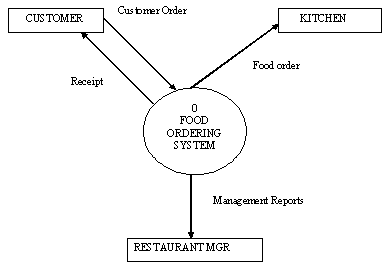 Customer Order
CUSTOMER
KITCHEN
Food order
Receipt
0
FOOD
ORDERING
SYSTEM
Management Reports
RESTAURANT MGR